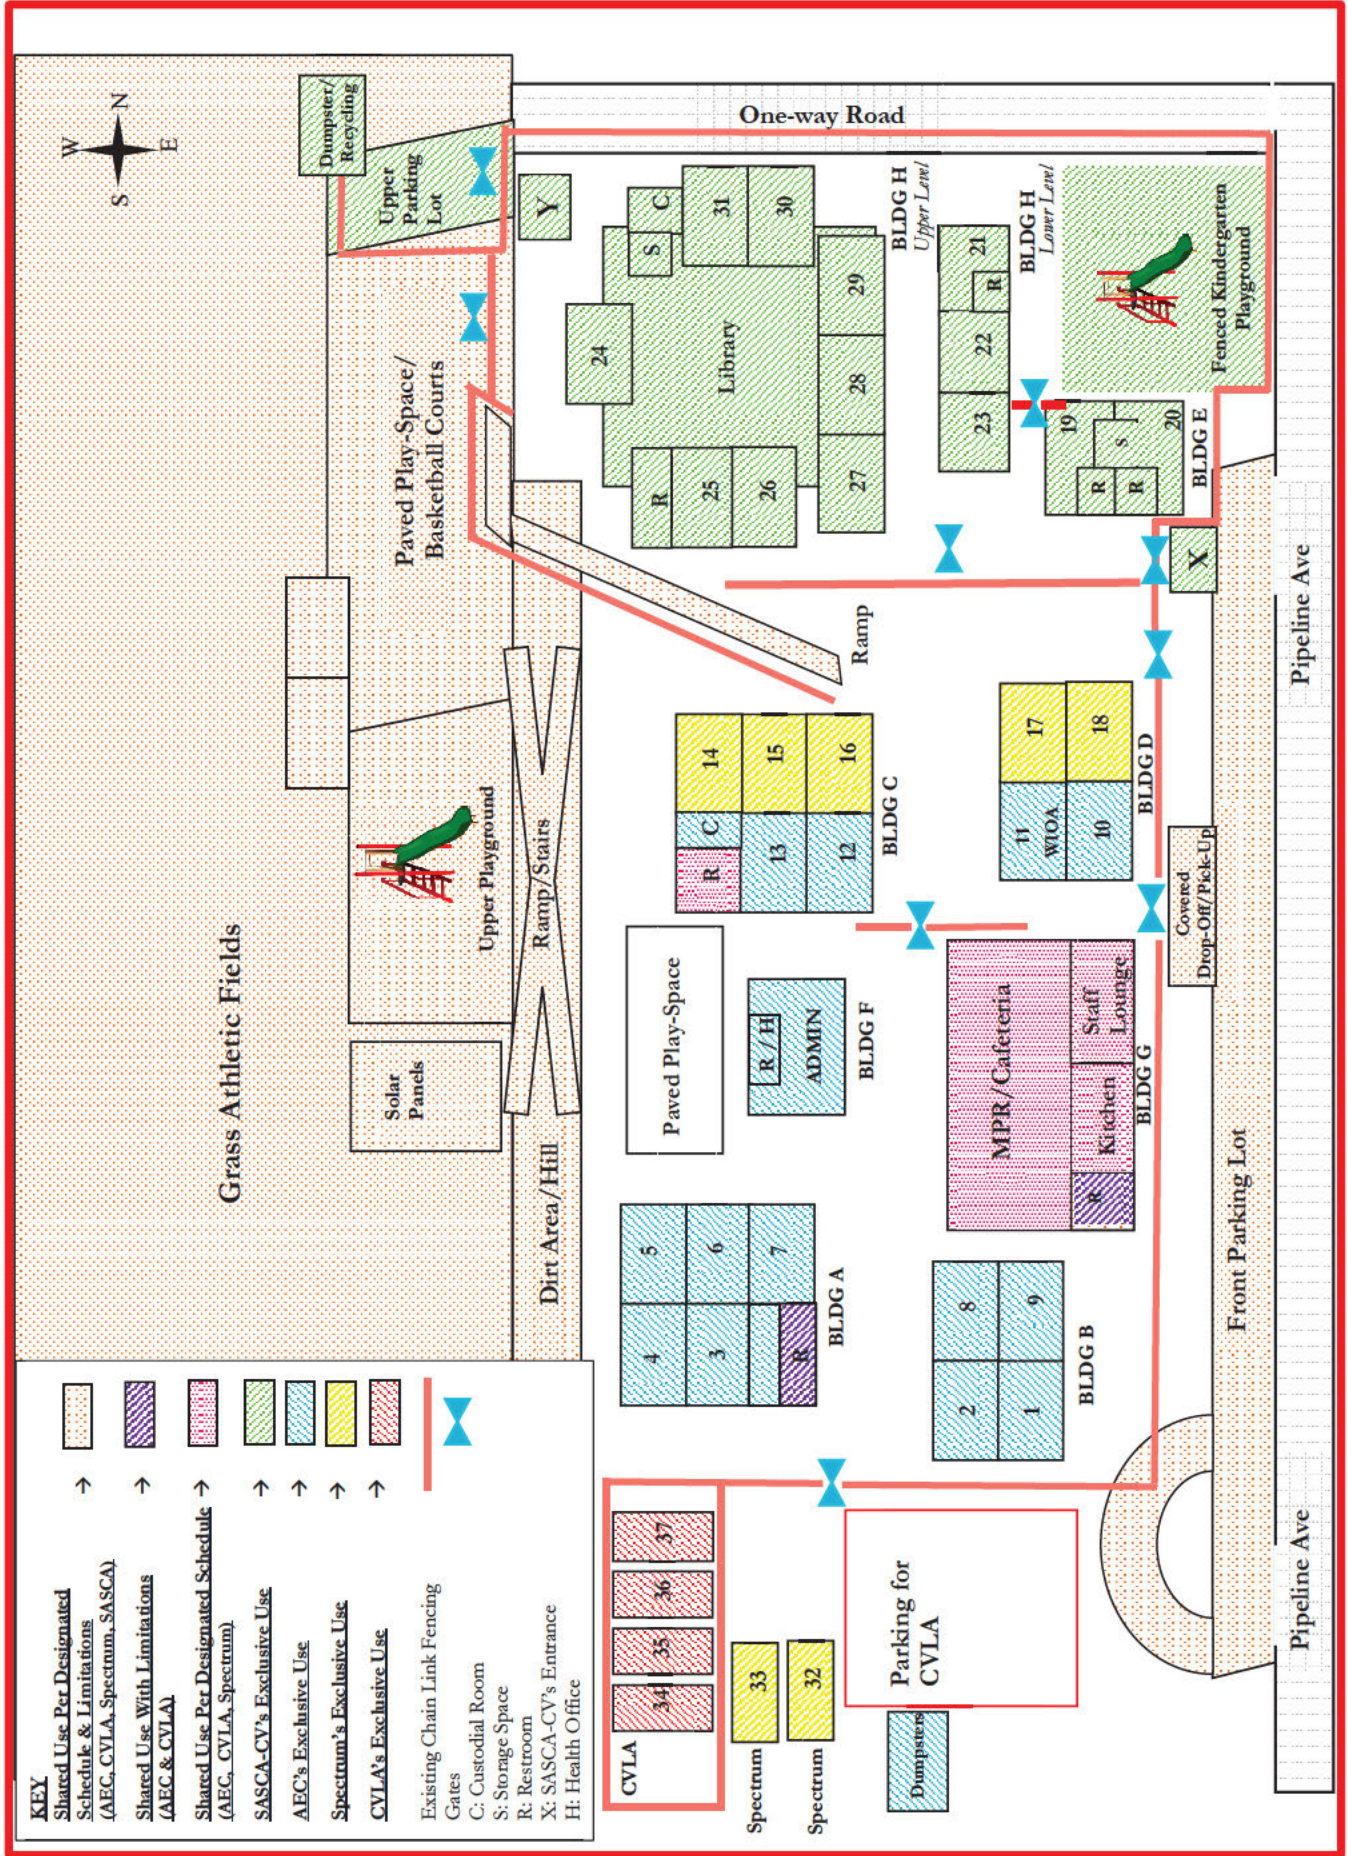 KEY
Shared Use Per Designated
Schedule & Limitations
(AEC, CVLA, Spectrum, SASCA)
→
Shared Use With Limitations
(AEC & CVLA)
→
Shared Use Per Designated Schedule
(AEC, CVLA, Spectrum)
→
SASCA-CV's Exclusive Use
→
AEC's Exclusive Use
→
Spectrum's Exclusive Use
→
CVLA's Exclusive Use
→
Existing Chain Link Fencing
Gates
C: Custodial Room
S: Storage Space
R: Restroom
X: SASCA-CV's Entrance
H: Health Office
Grass Athletic Fields
W
N
S
E
Dumpster/
Recycling
Upper
Parking
Lot
Solar
Panels
Upper Playground
Paved Play-Space/
Basketball Courts
Dirt Area/Hill
Ramp/Stairs
Ramp
Y
One-way Road
CVLA
34
35
36
37
Spectrum
33
Spectrum
32
Dumpsters
Parking for
CVLA
4
5
3
6
7
R
BLDG A
2
8
1
9
BLDG B
Paved Play-Space
R / H
ADMIN
BLDG F
MPR/Cafeteria
R
Kitchen
Staff
Lounge
BLDG G
R
C
14
13
15
12
16
BLDG C
11
WIOA
17
10
18
BLDG D
24
Library
S
C
R
25
26
31
30
27
28
29
BLDG H
Upper Level
23
22
21
R
BLDG H
Lower Level
19
R
S
R
20
BLDG E
Fenced Kindergarten
Playground
X
Covered
Drop-Off/Pick-Up
Front Parking Lot
Pipeline Ave
Pipeline Ave